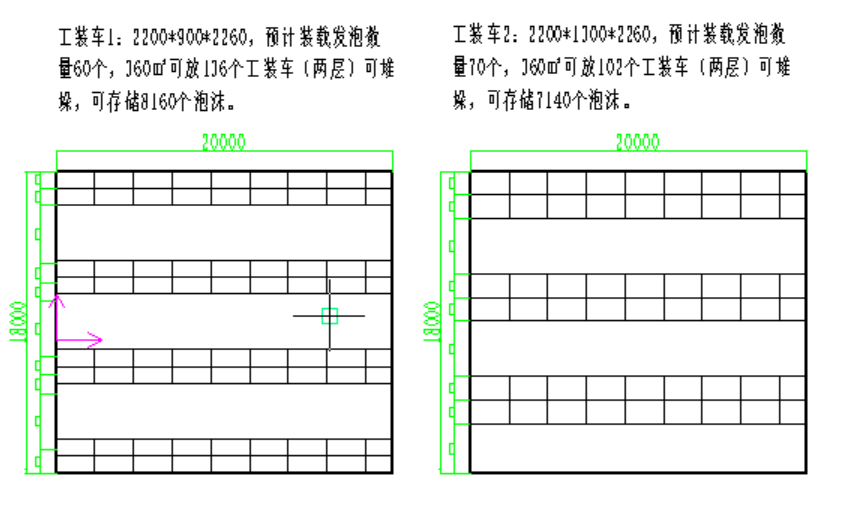 工装车1：2200*900*2260，预计装载发泡数
量60个，360㎡可放136个工装车（两层）可堆
垛，可存储8160个泡沫。
工装车2：2200*1300*2260，预计装载发泡数
量70个，360㎡可放102个工装车（两层）可堆
垛，可存储7140个泡沫。
20000
18000
20000
18000